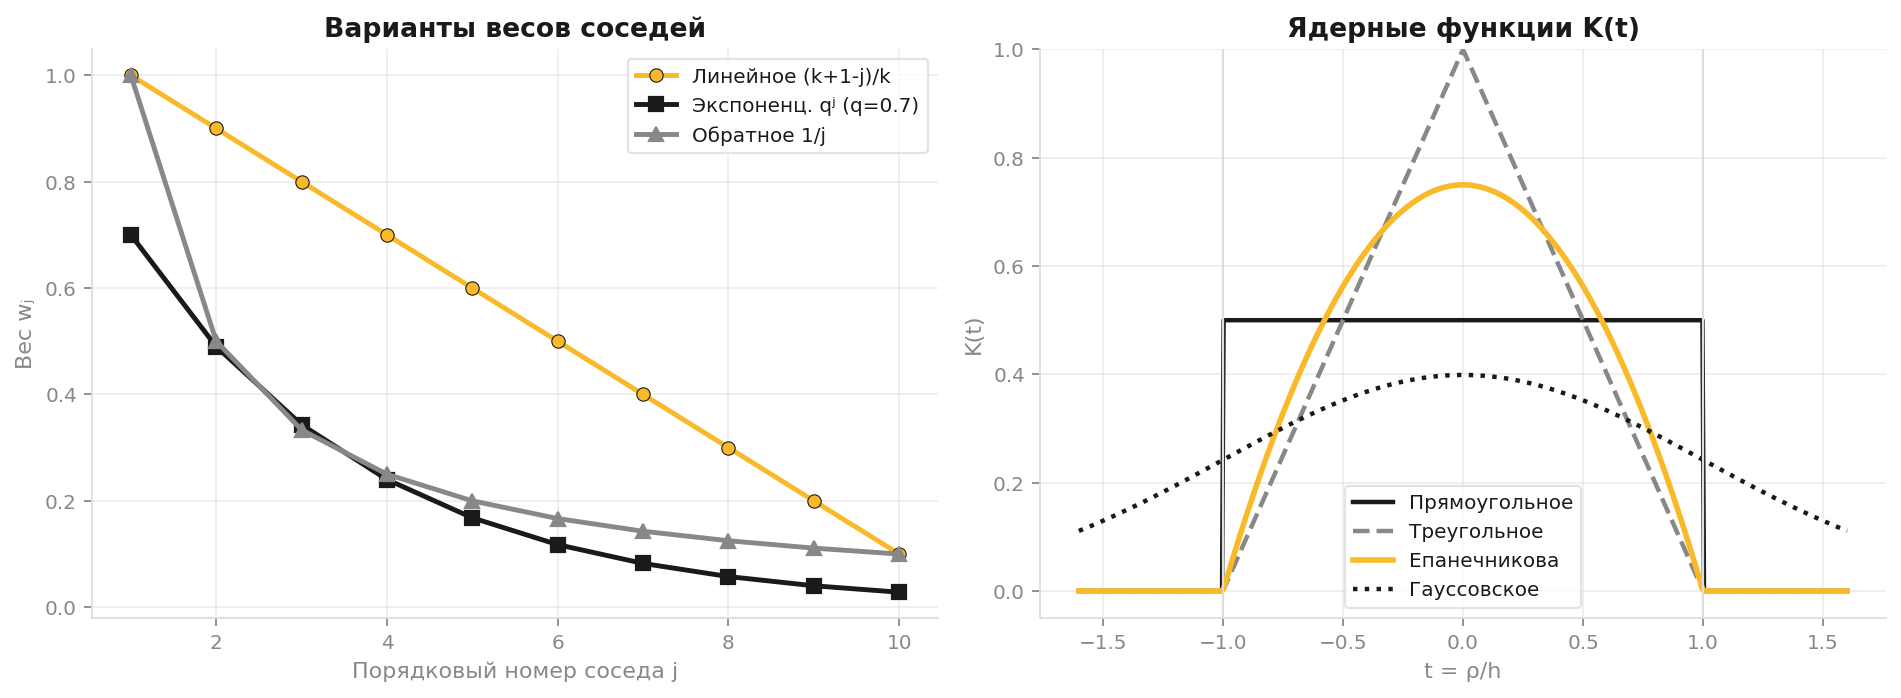 Варианты весов соседей
Линейное (k+1-j)/k
Экспоненц. qʲ (q=0.7)
Обратное 1/j
1.0
0.8
0.6
0.4
0.2
0.0
Вес wⱼ
2
4
6
8
10
Порядковый номер соседа j
Ядерные функции K(t)
1.0
0.8
0.6
0.4
0.2
0.0
K(t)
Прямоугольное
Треугольное
Епанечникова
Гауссовское
−1.5
−1.0
−0.5
0.0
0.5
1.0
1.5
t = ρ/h